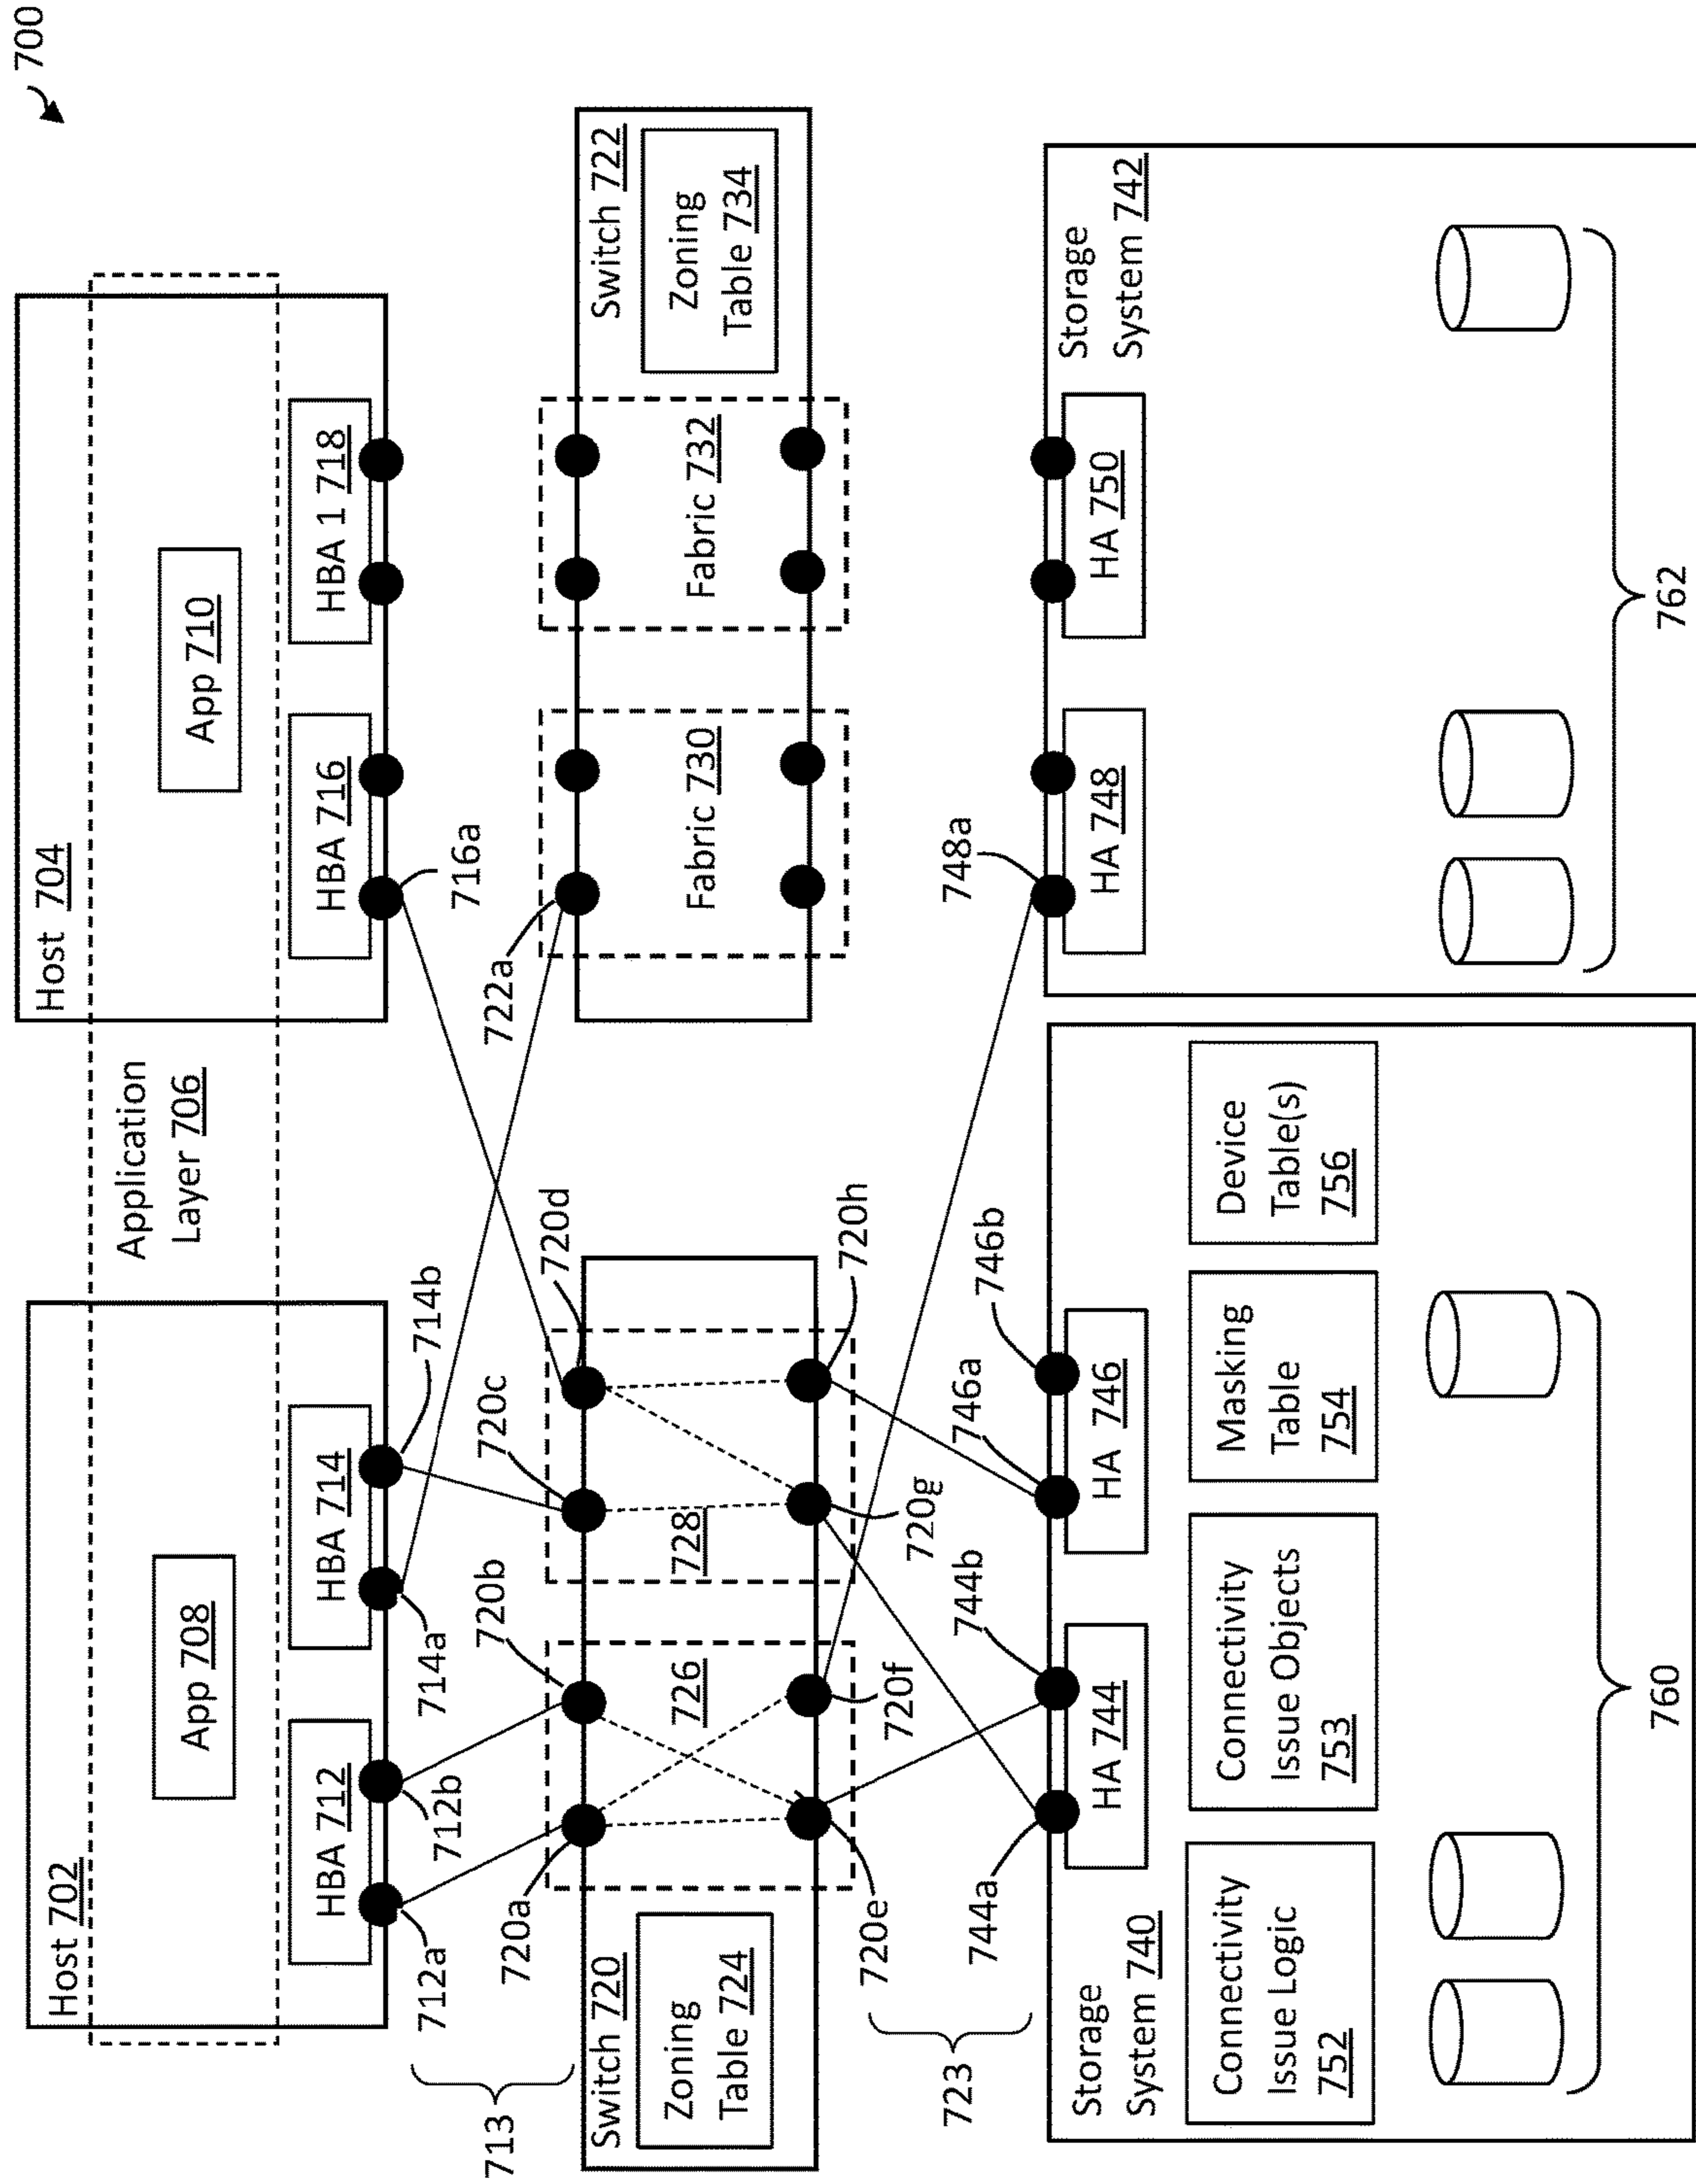 700
Host 702
Host 704
Application
Layer 706
App 708
App 710
HBA 712
HBA 714
HBA 716
HBA 1 718
712a
712b
714a
714b
716a
713
720a
720b
720c
720d
722a
Switch 720
Zoning
Table 724
726
728
Fabric 730
Fabric 732
Switch 722
Zoning
Table 734
720e
720f
720g
720h
723
744a
744b
746a
746b
748a
Storage
System 740
HA 744
HA 746
Storage
System 742
HA 748
HA 750
Connectivity
Issue Logic
752
Connectivity
Issue Objects
753
Masking
Table
754
Device
Table(s)
756
760
762